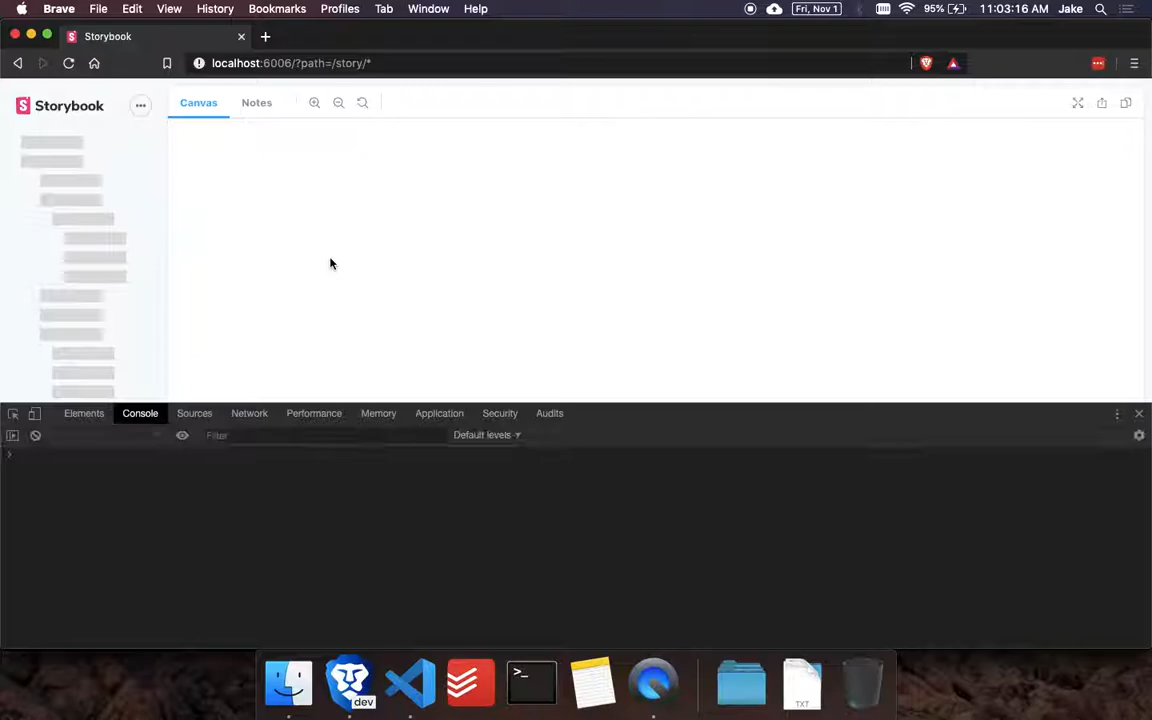 Brave File Edit View History Bookmarks Profiles Tab Window Help Fri, Nov 1 95% 11:03:16 AM Jake
Storybook
localhost:6006/?path=/story/*
Storybook Canvas Notes
Elements Console Sources Network Performance Memory Application Security Audits
Filter Default levels
dev
TXT